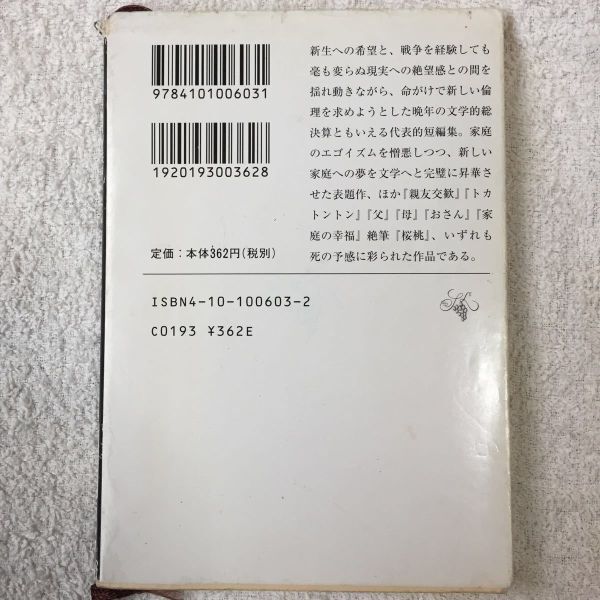 新生への希望と、戦争を経験しても
毫も変らぬ現実への絶望感との間を
揺れ動きながら、命がけで新しい倫
理を求めようとした晩年の文学的総
決算ともいえる代表的短編集。家庭
のエゴイズムを憎悪しつつ、新しい
家庭への夢を文学へと完璧に昇華
させた表題作、ほか『親友交歓』『トカ
トントン』『父』『母』『おさん』『家
庭の幸福』絶筆『桜桃』、いずれも
死の予感に彩られた作品である。
9784101006031
1920193003628
定価：本体362円(税別)
ISBN4-10-100603-2
C0193 ¥362E